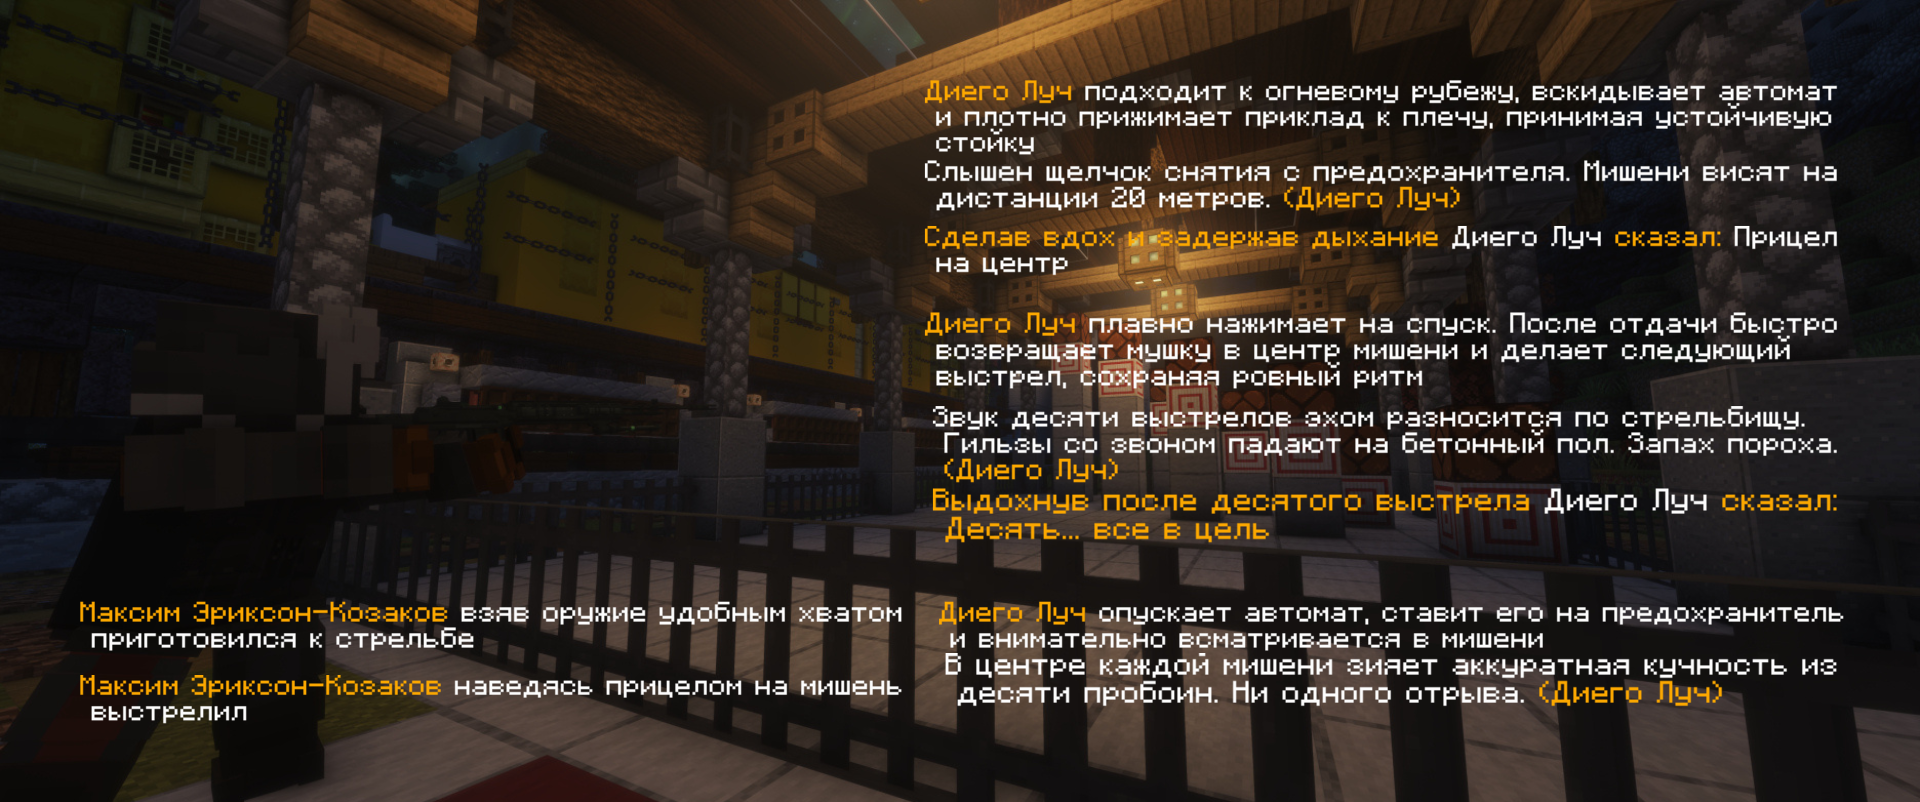 Диего Луч подходит к огневому рубежу, вскидывает автомат
и плотно прижимает приклад к плечу, принимая устойчивую
стойку
Слышен щелчок снятия с предохранителя. Мишени висят на
дистанции 20 метров. (Диего Луч)
Сделав вдох и задержав дыхание Диего Луч сказал: Прицел
на центр
Диего Луч плавно нажимает на спуск. После отдачи быстро
возвращает мушку в центр мишени и делает следующий
выстрел, сохраняя ровный ритм
Звук десяти выстрелов эхом разносится по стрельбищу.
Гильзы со звоном падают на бетонный пол. Запах пороха.
(Диего Луч)
Выдохнув после десятого выстрела Диего Луч сказал:
Десять... все в цель
Максим Эриксон-Козаков взяв оружие удобным хватом
приготовился к стрельбе
Максим Эриксон-Козаков наведясь прицелом на мишень
выстрелил
Диего Луч опускает автомат, ставит его на предохранитель
и внимательно всматривается в мишени
В центре каждой мишени зияет аккуратная кучность из
десяти пробоин. Ни одного отрыва. (Диего Луч)